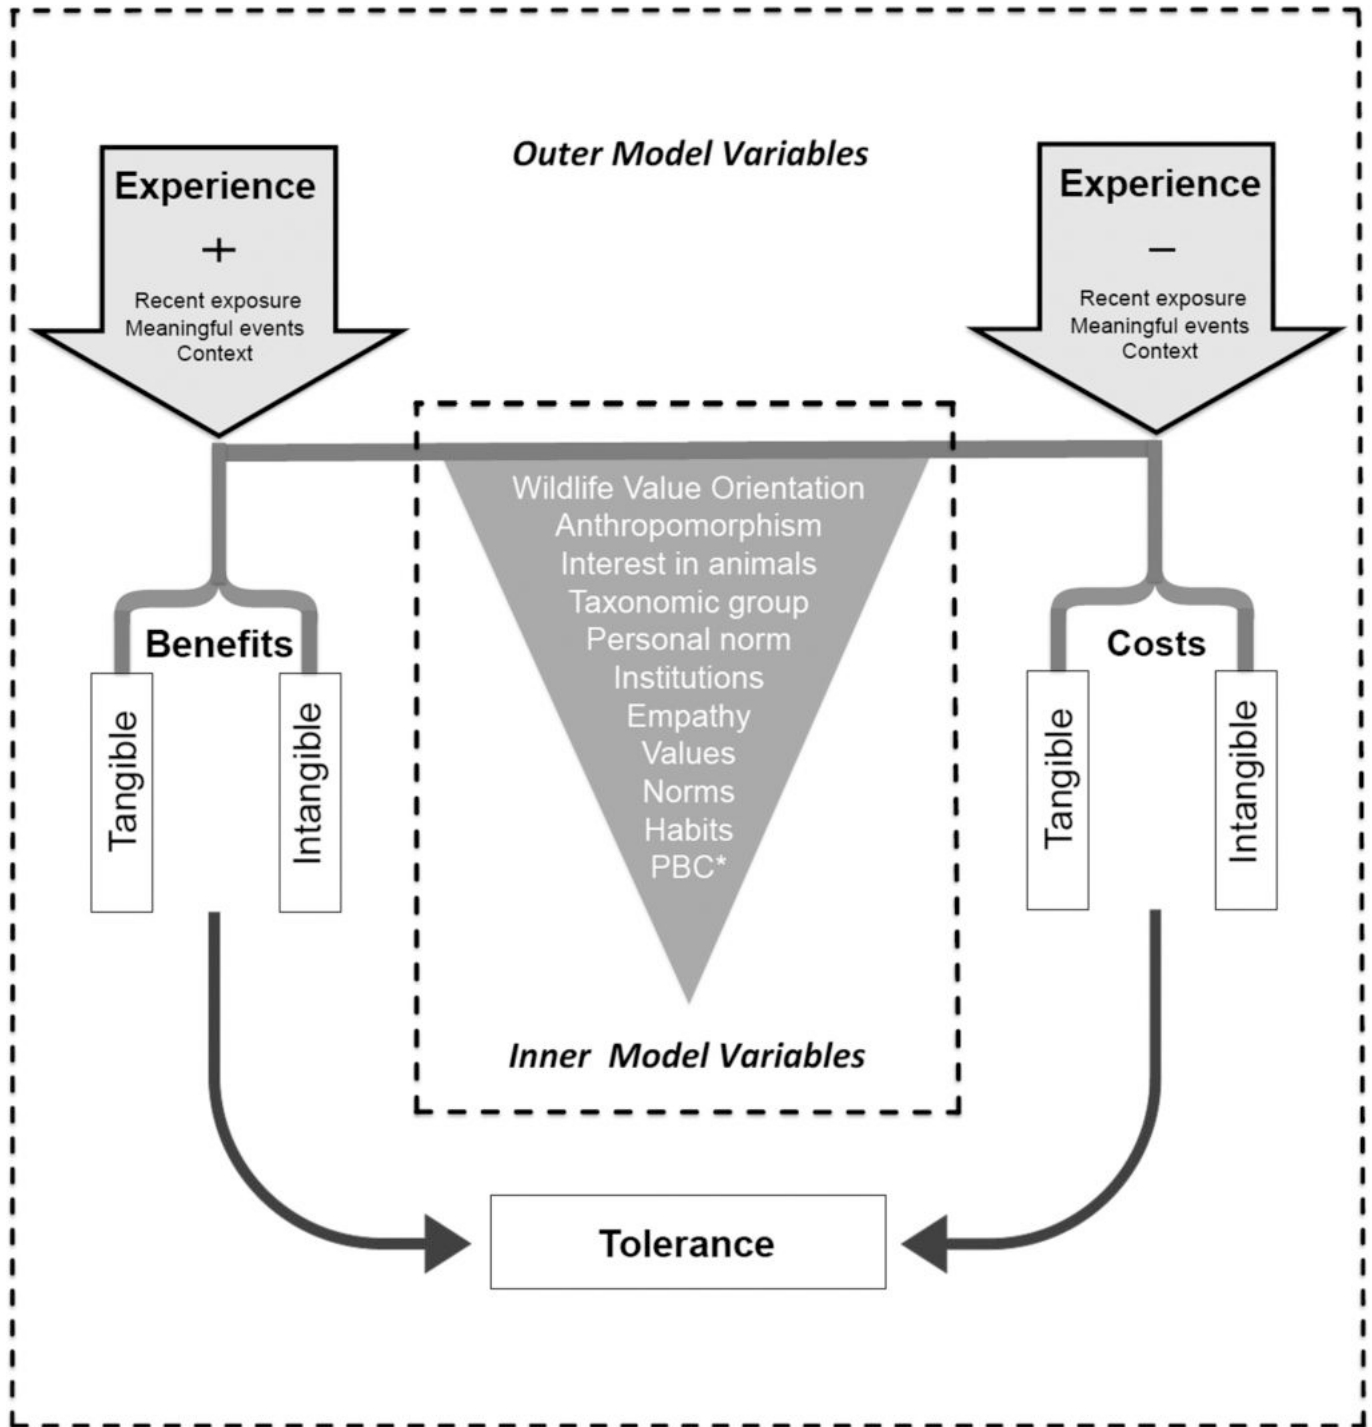 Outer Model Variables
Experience
+
Recent exposure
Meaningful events
Context
Experience
–
Recent exposure
Meaningful events
Context
Wildlife Value Orientation
Anthropomorphism
Interest in animals
Taxonomic group
Personal norm
Institutions
Empathy
Values
Norms
Habits
PBC*
Benefits
Tangible
Intangible
Costs
Tangible
Intangible
Inner Model Variables
Tolerance